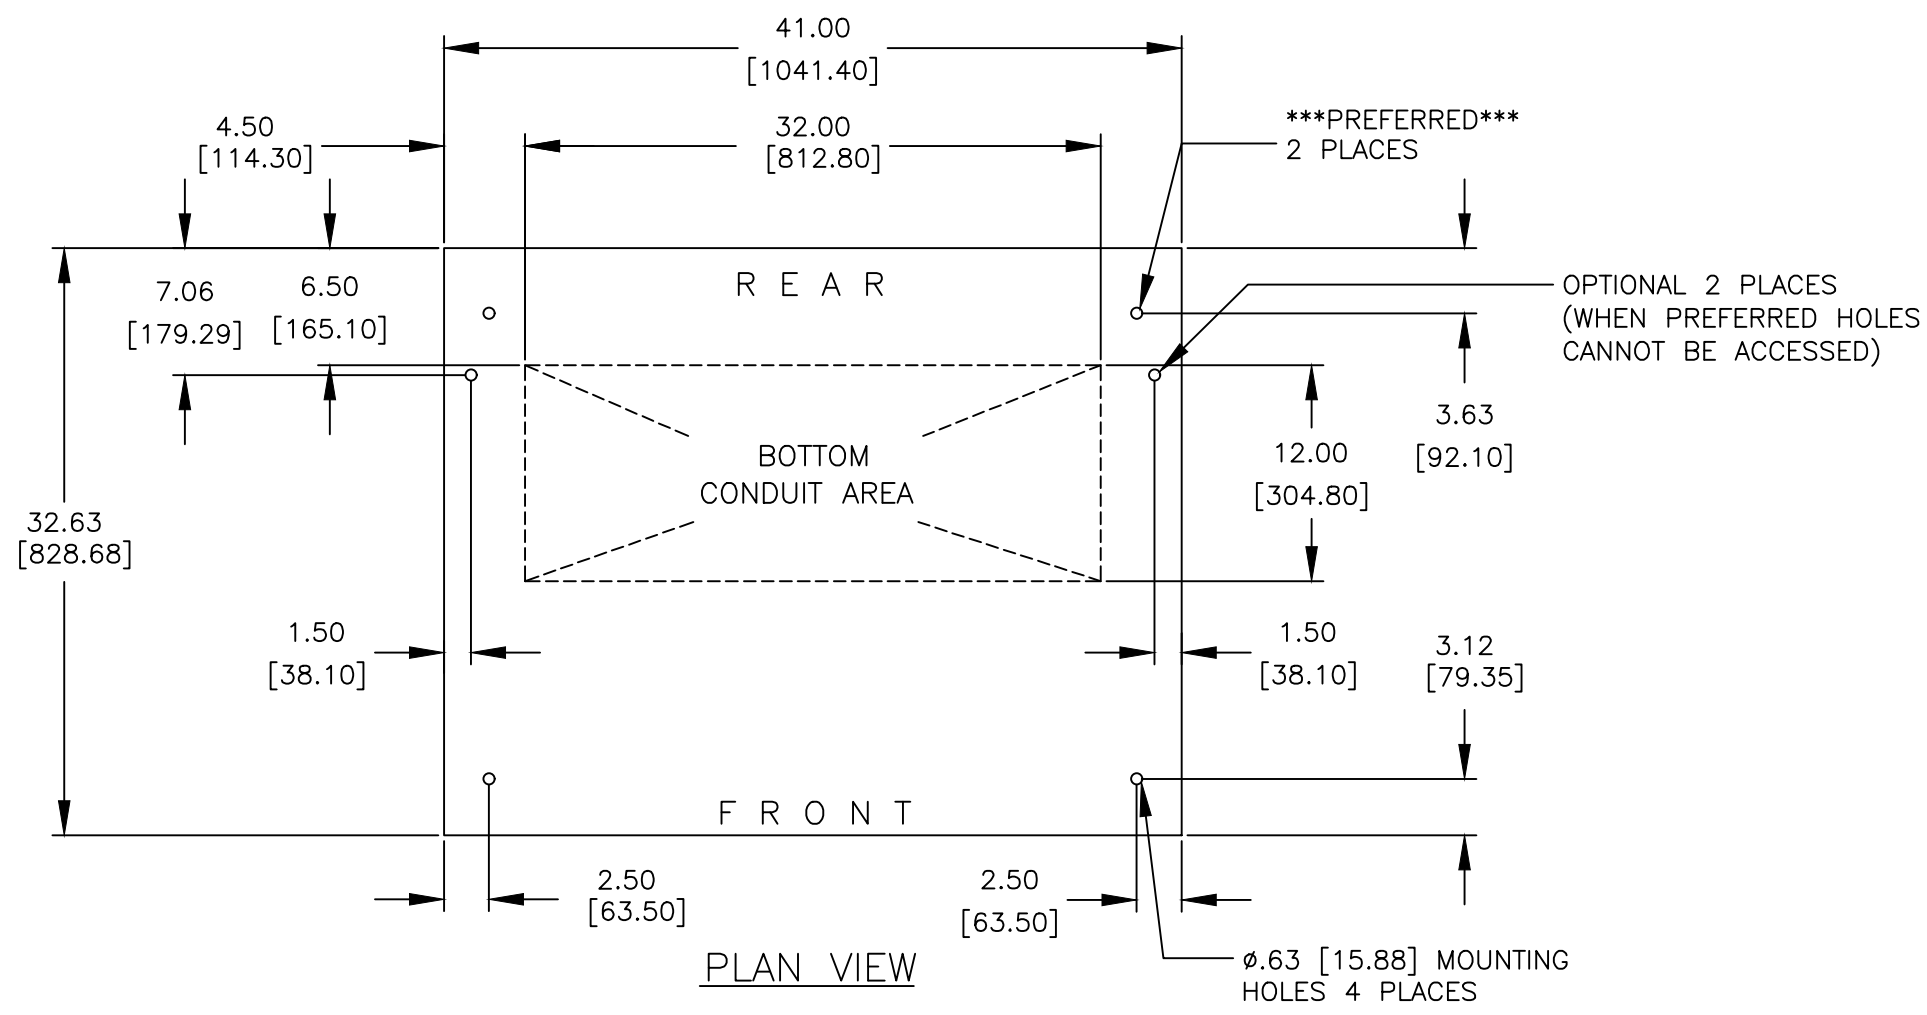 41.00
[1041.40]
4.50
[114.30]
32.00
[812.80]
***PREFERRED***
2 PLACES
7.06
[179.29]
6.50
[165.10]
R E A R
OPTIONAL 2 PLACES
(WHEN PREFERRED HOLES
CANNOT BE ACCESSED)
3.63
[92.10]
BOTTOM
CONDUIT AREA
12.00
[304.80]
32.63
[828.68]
1.50
[38.10]
1.50
[38.10]
3.12
[79.35]
F R O N T
2.50
[63.50]
2.50
[63.50]
PLAN VIEW
ø.63 [15.88] MOUNTING
HOLES 4 PLACES